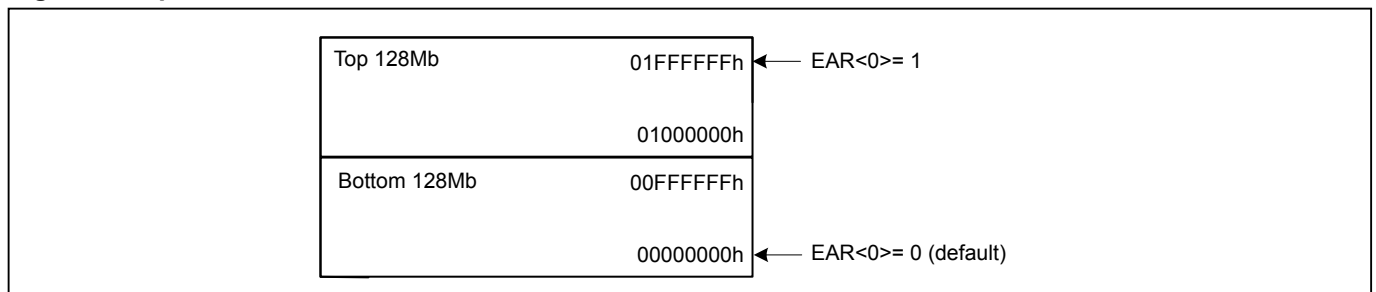 Top 128Mb 01FFFFFFh EAR<0>= 1
01000000h
Bottom 128Mb 00FFFFFFh
00000000h EAR<0>= 0 (default)